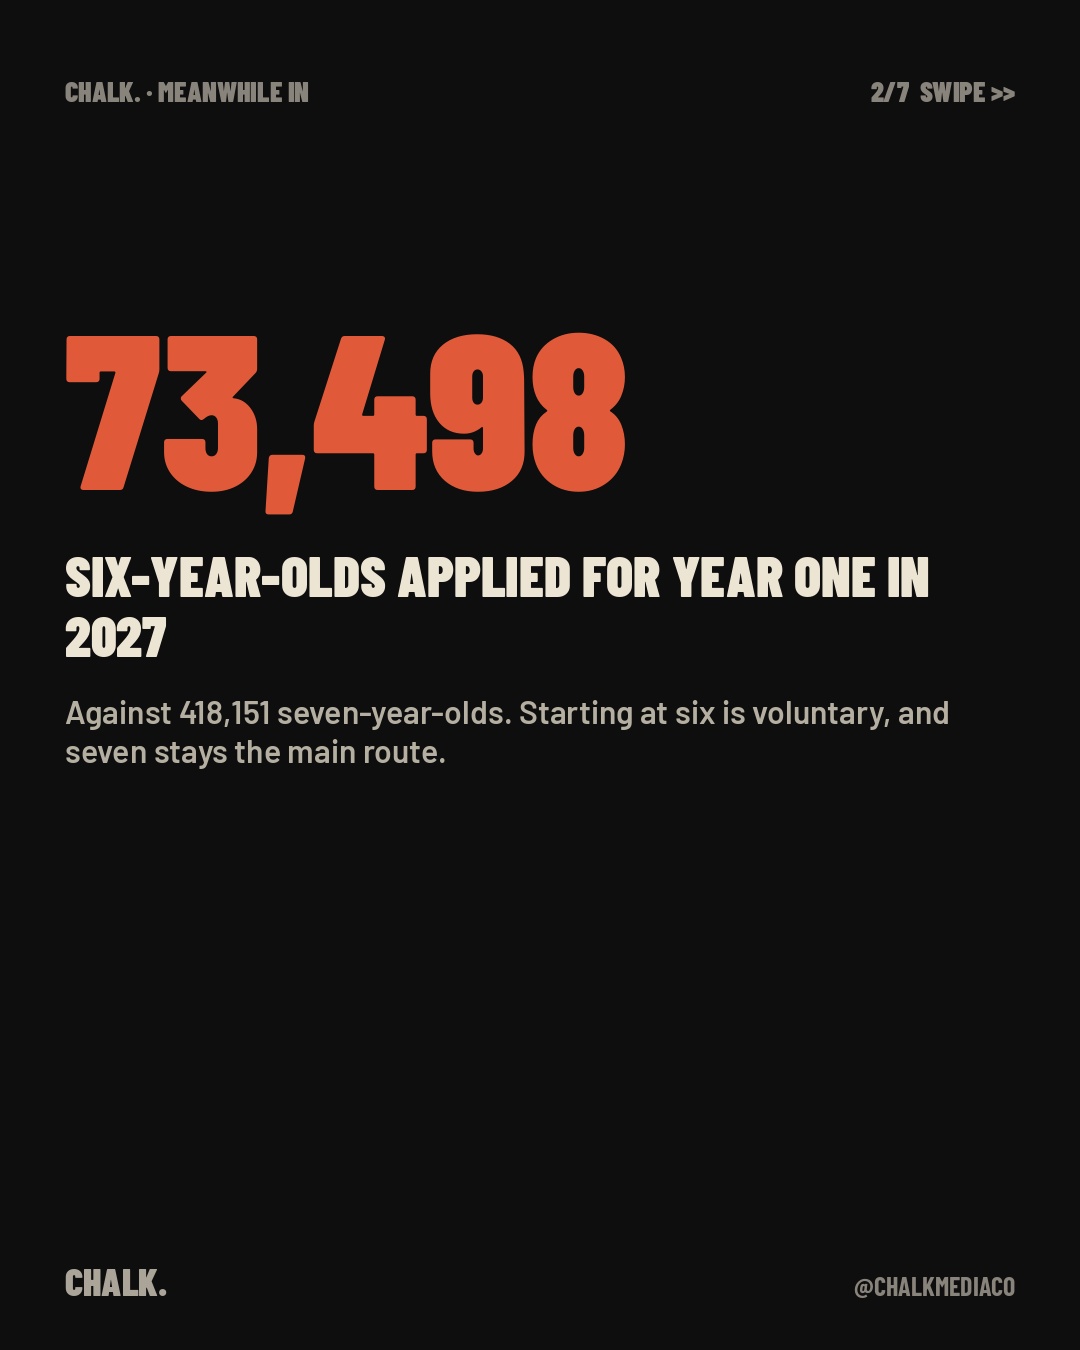 CHALK. · MEANWHILE IN
2/7 SWIPE >>
73,498
SIX-YEAR-OLDS APPLIED FOR YEAR ONE IN
2027
Against 418,151 seven-year-olds. Starting at six is voluntary, and
seven stays the main route.
CHALK.
@CHALKMEDIACO